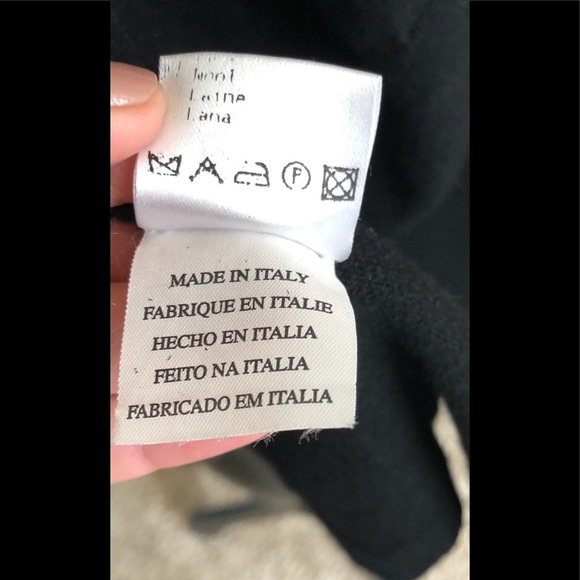 Wool
Laine
Lana
F
MADE IN ITALY
FABRIQUE EN ITALIE
HECHO EN ITALIA
FEITO NA ITALIA
FABRICADO EM ITALIA